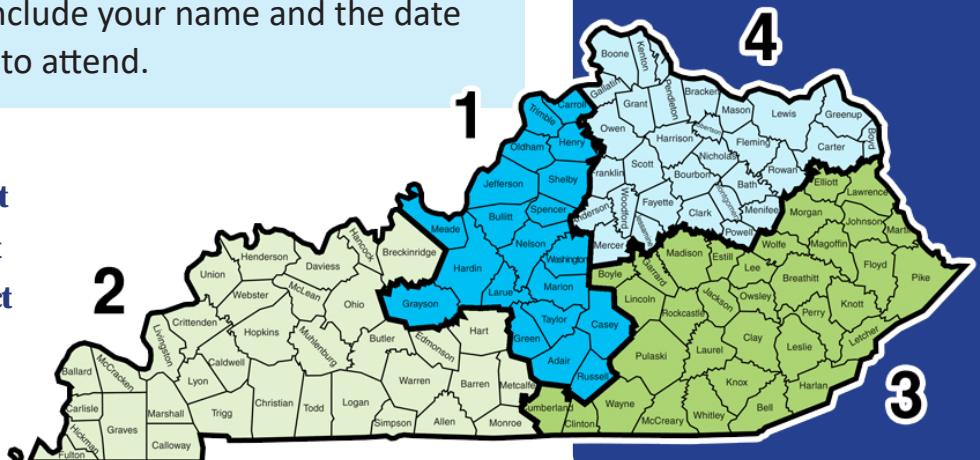 nclude your name and the date
to attend.
t
t
ct
1
2
3
4
Boone
Kenton
Gallatin
Grant
Pendleton
Bracken
Mason
Lewis
Greenup
Boyd
Carter
Owen
Harrison
Fleming
Nicholas
Rowan
Scott
Bourbon
Bath
ranklin
Woodford
Fayette
Clark
Montgomery
Menifee
Powell
Anderson
Mercer
Carroll
Trimble
Oldham
Henry
Jefferson
Shelby
Bullitt
Spencer
Meade
Nelson
Washington
Hardin
Marion
Larue
Grayson
Taylor
Casey
Green
Adair
Russell
Breckinridge
Hancock
Henderson
Daviess
Union
Webster
McLean
Ohio
Crittenden
Hopkins
Muhlenburg
Butler
Edmonson
Hart
Livingston
Caldwell
Lyon
Ballard
McCracken
Carlisle
Marshall
Trigg
Christian
Todd
Logan
Warren
Barren
Metcalfe
Simpson
Allen
Monroe
Graves
Calloway
Hickman
Fulton
Elliott
Lawrence
Morgan
Johnson
Marti
Magoffin
Wolfe
Floyd
Pike
Madison
Estill
Lee
Breathitt
Boyle
Garrard
Lincoln
Jackson
Owsley
Knott
Rockcastle
Perry
Clay
Leslie
Letcher
Pulaski
Laurel
Knox
Harlan
Wayne
McCreary
Whitley
Bell
Cumberland
Clinton